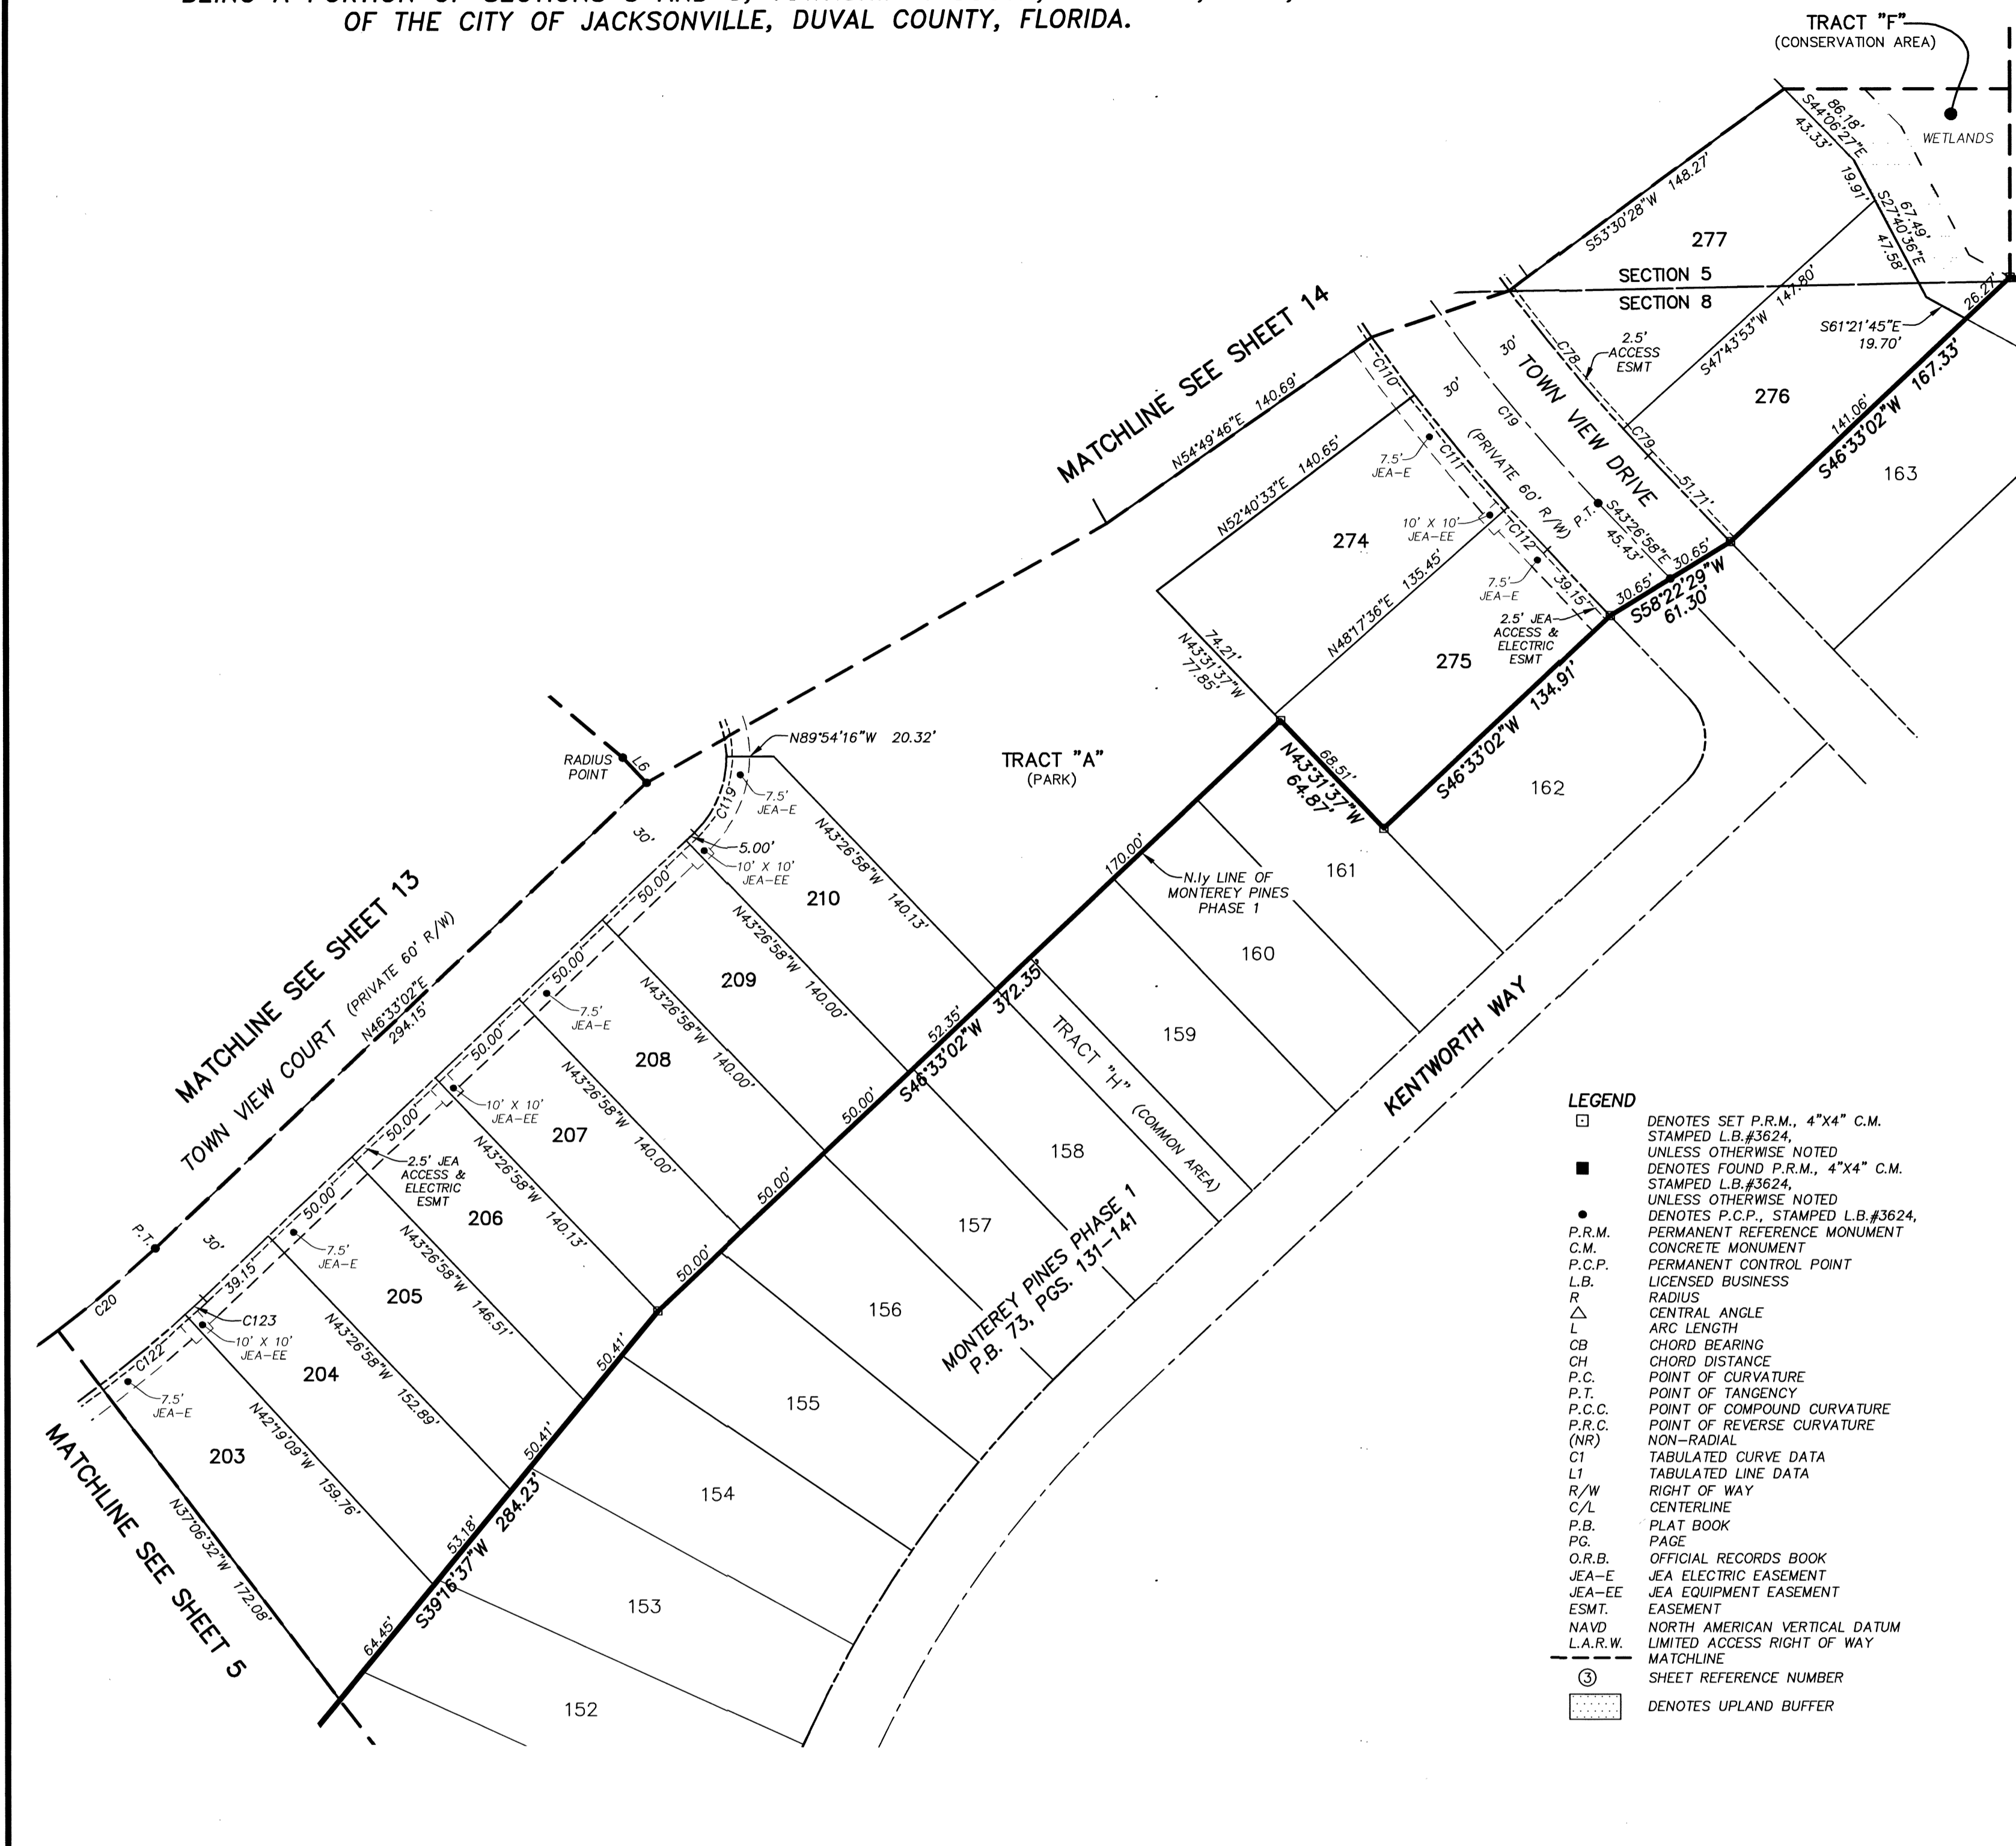 OF THE CITY OF JACKSONVILLE, DUVAL COUNTY, FLORIDA.
TRACT "F"
(CONSERVATION AREA)
WETLANDS
86.18'
S44°06'27"E
43.33'
19.91'
67.49'
S27°40'36"E
47.58'
S53°30'28"W 148.27'
277
SECTION 5
SECTION 8
S47°43'53"W 147.80'
26.27'
S61°21'45"E
19.70'
276
141.06'
S46°33'02"W 167.33'
163
MATCHLINE SEE SHEET 14
N54°49'46"E 140.69'
C110
30'
30'
C19
TOWN VIEW DRIVE
(PRIVATE 60' R/W)
C78
2.5'
ACCESS
ESMT
C79
51.71'
P.T.
S43°26'58"E
45.43'
7.5'
JEA-E
C111
N52°40'33"E 140.65'
10' X 10'
JEA-EE
C112
274
N48°17'36"E 135.45'
7.5'
JEA-E
39.15'
30.65'
30.65'
S58°22'29"W
61.30'
2.5' JEA
ACCESS &
ELECTRIC
ESMT
275
74.21'
N43°31'37"W
77.85'
S46°33'02"W 134.91'
68.51'
N43°31'37"W
64.87'
162
RADIUS
POINT
L6
N89°54'16"W 20.32'
TRACT "A"
(PARK)
7.5'
JEA-E
C119
30'
5.00'
10' X 10'
JEA-EE
N43°26'58"W 140.13'
210
170.00'
N.ly LINE OF
MONTEREY PINES
PHASE 1
161
160
159
MATCHLINE SEE SHEET 13
TOWN VIEW COURT (PRIVATE 60' R/W)
N46°33'02"E
294.15'
50.00'
N43°26'58"W 140.00'
209
50.00'
7.5'
JEA-E
N43°26'58"W 140.00'
208
50.00'
10' X 10'
JEA-EE
N43°26'58"W 140.00'
207
52.35'
S46°33'02"W 372.35'
50.00'
50.00'
50.00'
TRACT "H" (COMMON AREA)
KENTWORTH WAY
158
157
156
50.00'
2.5' JEA
ACCESS &
ELECTRIC
ESMT
N43°26'58"W 140.13'
206
50.00'
7.5'
JEA-E
N43°26'58"W 146.51'
205
P.T.
30'
39.15'
C20
C123
10' X 10'
JEA-EE
N43°26'58"W 152.89'
204
C122
7.5'
JEA-E
N42°19'09"W 159.76'
203
N37°06'32"W 172.08'
MATCHLINE SEE SHEET 5
MONTEREY PINES PHASE 1
P.B. 73, PGS. 131-141
50.41'
50.41'
53.18'
S39°16'37"W 284.23'
64.45'
155
154
153
152
LEGEND
DENOTES SET P.R.M., 4"X4" C.M.
STAMPED L.B.#3624,
UNLESS OTHERWISE NOTED
DENOTES FOUND P.R.M., 4"X4" C.M.
STAMPED L.B.#3624,
UNLESS OTHERWISE NOTED
DENOTES P.C.P., STAMPED L.B.#3624,
P.R.M. PERMANENT REFERENCE MONUMENT
C.M. CONCRETE MONUMENT
P.C.P. PERMANENT CONTROL POINT
L.B. LICENSED BUSINESS
R RADIUS
△ CENTRAL ANGLE
L ARC LENGTH
CB CHORD BEARING
CH CHORD DISTANCE
P.C. POINT OF CURVATURE
P.T. POINT OF TANGENCY
P.C.C. POINT OF COMPOUND CURVATURE
P.R.C. POINT OF REVERSE CURVATURE
(NR) NON-RADIAL
C1 TABULATED CURVE DATA
L1 TABULATED LINE DATA
R/W RIGHT OF WAY
C/L CENTERLINE
P.B. PLAT BOOK
PG. PAGE
O.R.B. OFFICIAL RECORDS BOOK
JEA-E JEA ELECTRIC EASEMENT
JEA-EE JEA EQUIPMENT EASEMENT
ESMT. EASEMENT
NAVD NORTH AMERICAN VERTICAL DATUM
L.A.R.W. LIMITED ACCESS RIGHT OF WAY
MATCHLINE
③ SHEET REFERENCE NUMBER
DENOTES UPLAND BUFFER